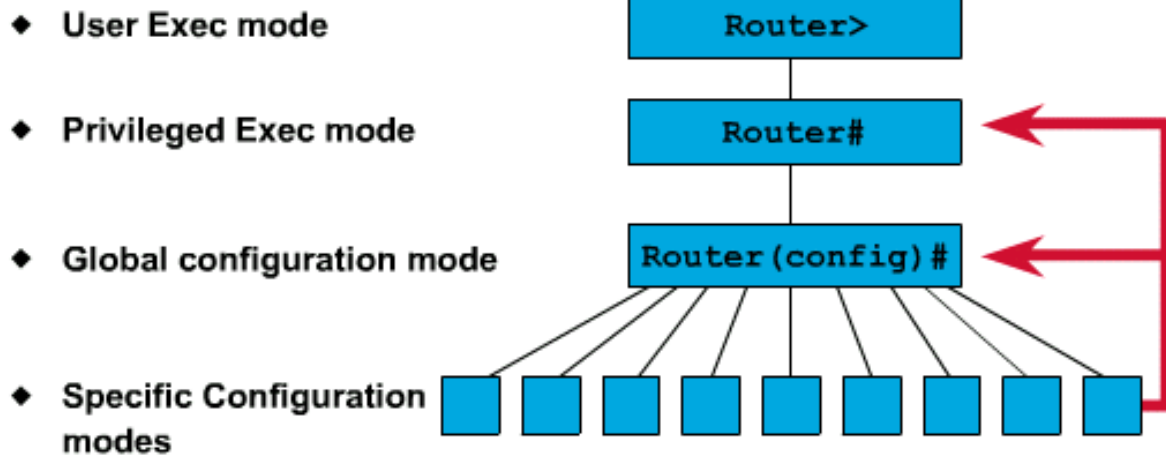 ◆ User Exec mode
Router>
◆ Privileged Exec mode
Router#
◆ Global configuration mode
Router(config)#
◆ Specific Configuration
modes